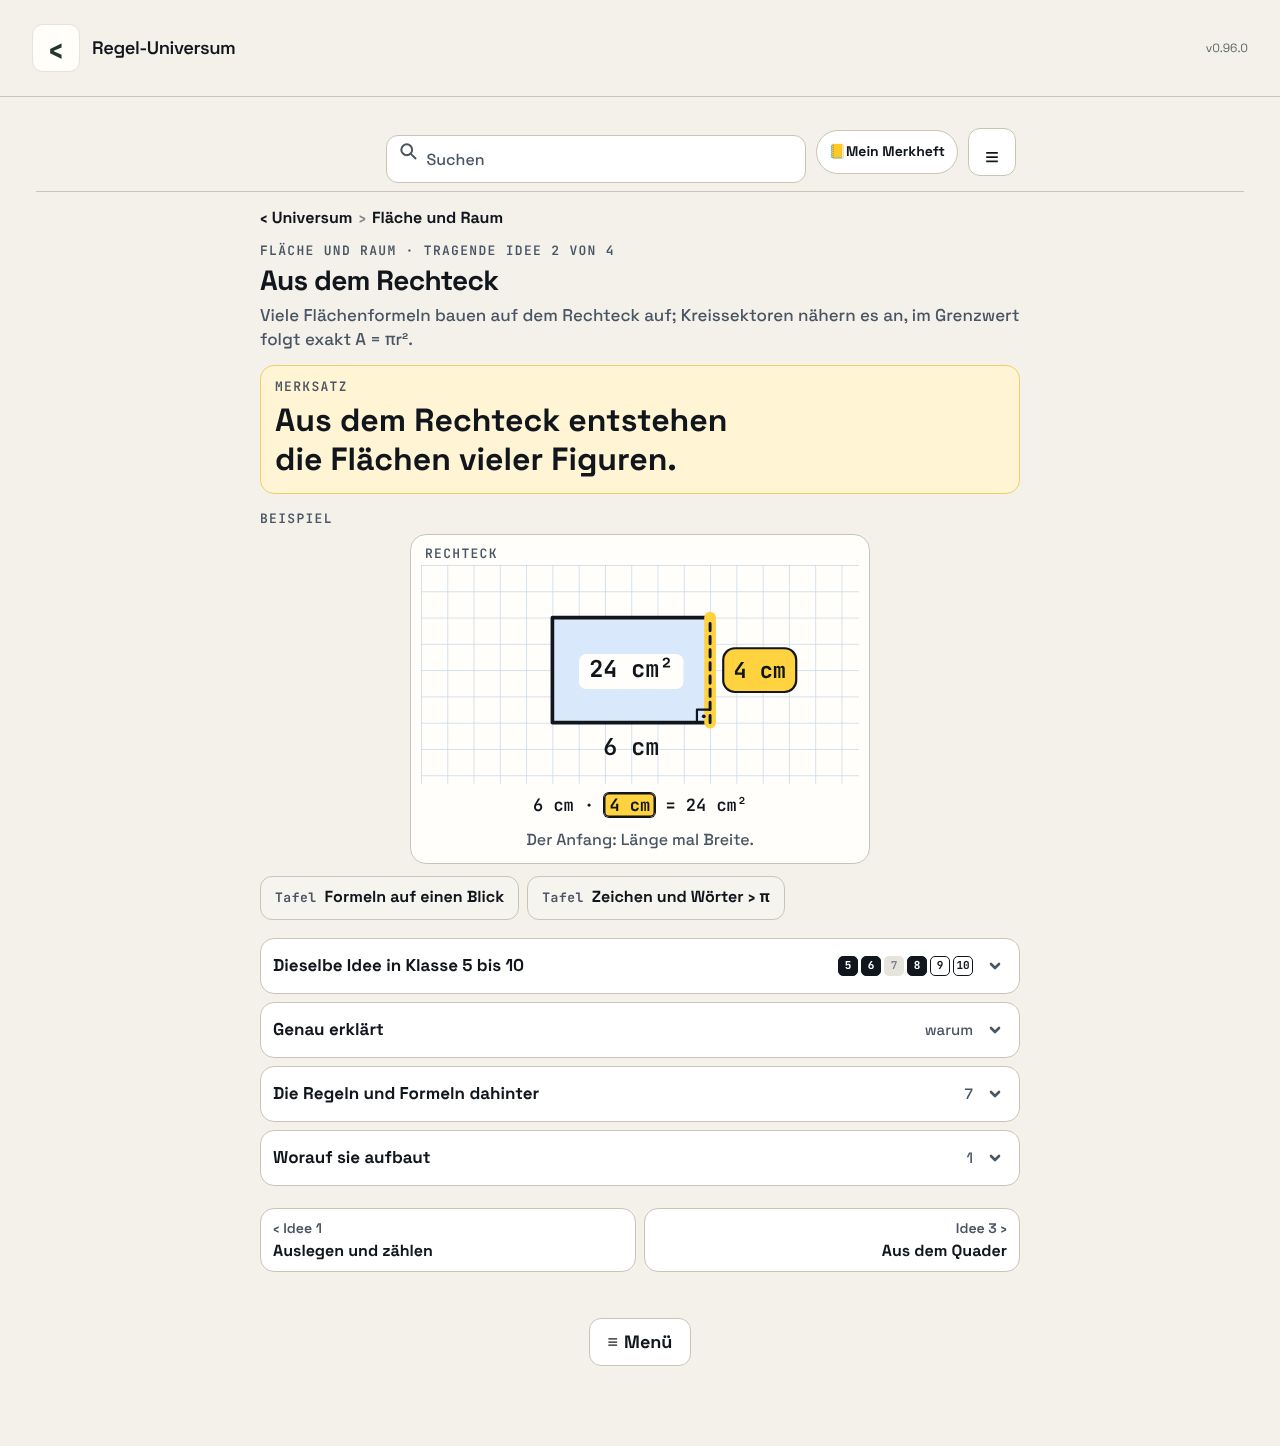 < Regel-Universum
v0.96.0
Suchen
📒Mein Merkheft
≡
< Universum > Fläche und Raum
FLÄCHE UND RAUM · TRAGENDE IDEE 2 VON 4
Aus dem Rechteck
Viele Flächenformeln bauen auf dem Rechteck auf; Kreissektoren nähern es an, im Grenzwert
folgt exakt A = πr².
MERKSATZ
Aus dem Rechteck entstehen
die Flächen vieler Figuren.
BEISPIEL
RECHTECK
24 cm²
4 cm
6 cm
6 cm · 4 cm = 24 cm²
Der Anfang: Länge mal Breite.
Tafel Formeln auf einen Blick
Tafel Zeichen und Wörter > π
Dieselbe Idee in Klasse 5 bis 10
5 6 7 8 9 10
Genau erklärt
warum
Die Regeln und Formeln dahinter
7
Worauf sie aufbaut
1
< Idee 1
Auslegen und zählen
Idee 3 >
Aus dem Quader
≡ Menü